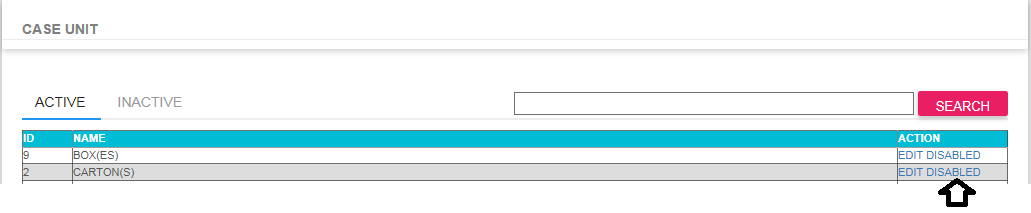 CASE UNIT
ACTIVE INACTIVE SEARCH
ID NAME ACTION
9 BOX(ES) EDIT DISABLED
2 CARTON(S) EDIT DISABLED